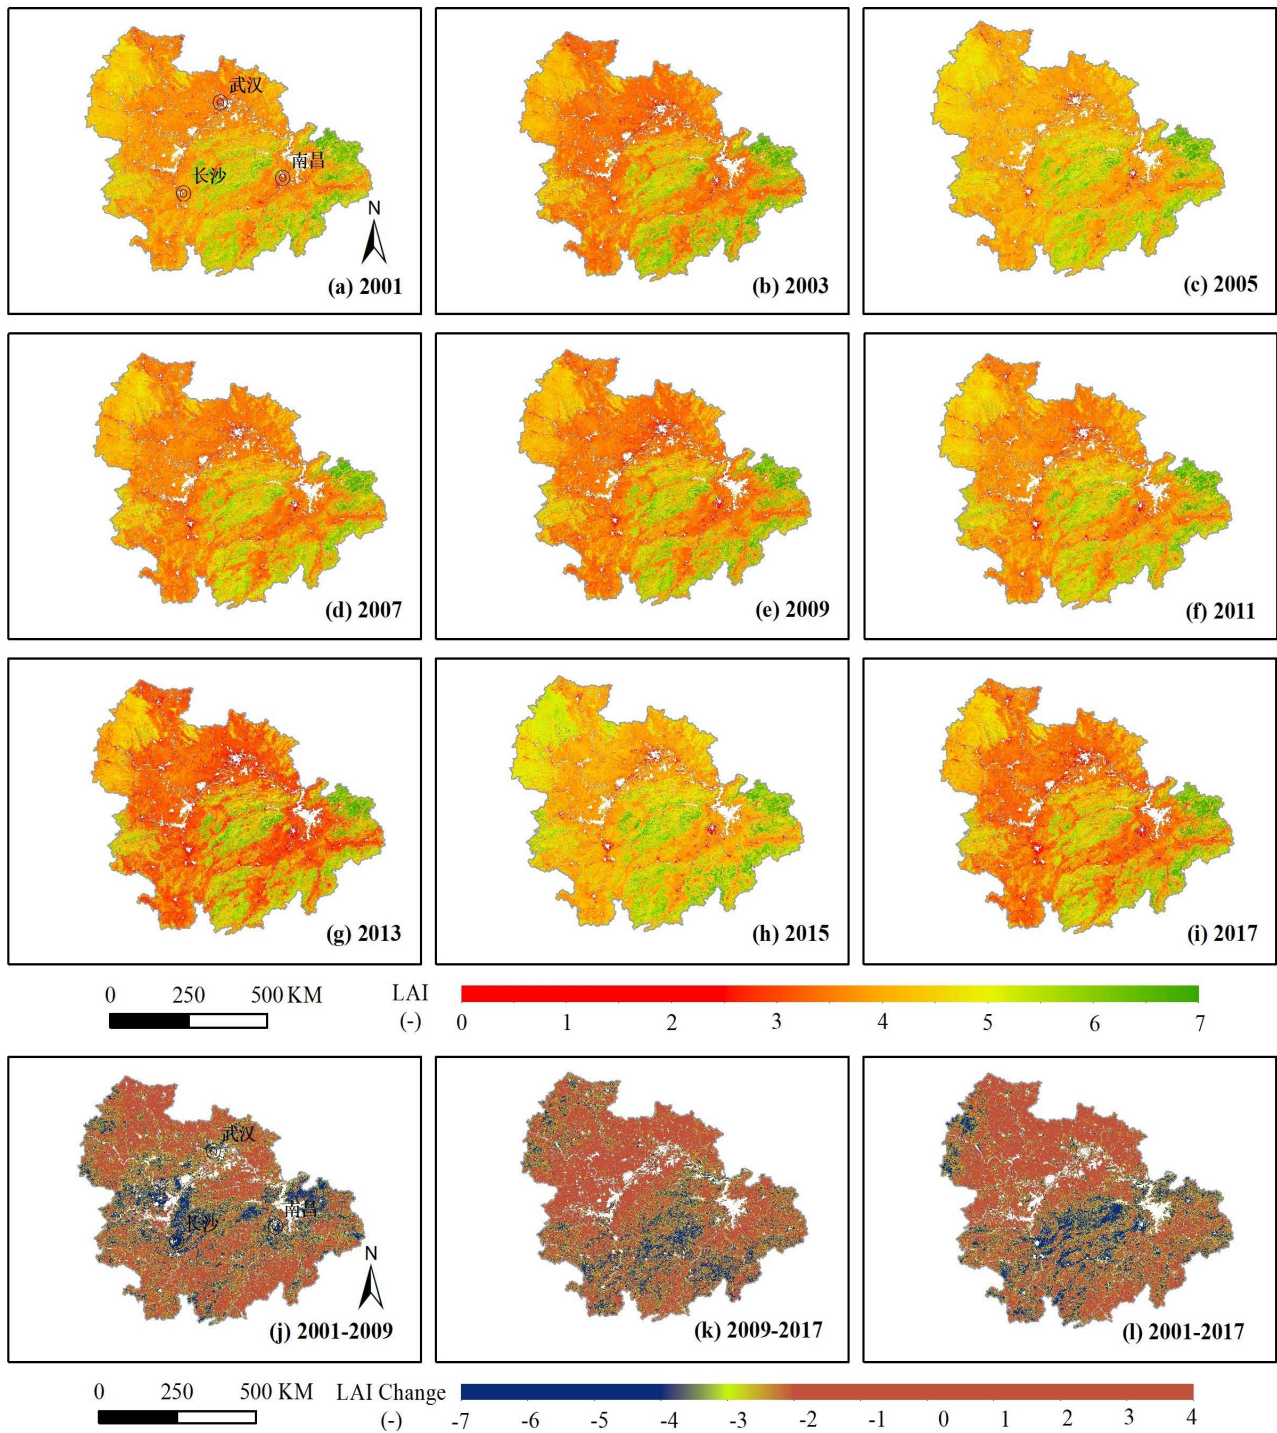 武汉
南昌
长沙
N
(a) 2001
(b) 2003
(c) 2005
(d) 2007
(e) 2009
(f) 2011
(g) 2013
(h) 2015
(i) 2017
0 250 500 KM
LAI
(-)
0 1 2 3 4 5 6 7
武汉
南昌
长沙
N
(j) 2001-2009
(k) 2009-2017
(l) 2001-2017
0 250 500 KM
LAI Change
(-)
-7 -6 -5 -4 -3 -2 -1 0 1 2 3 4